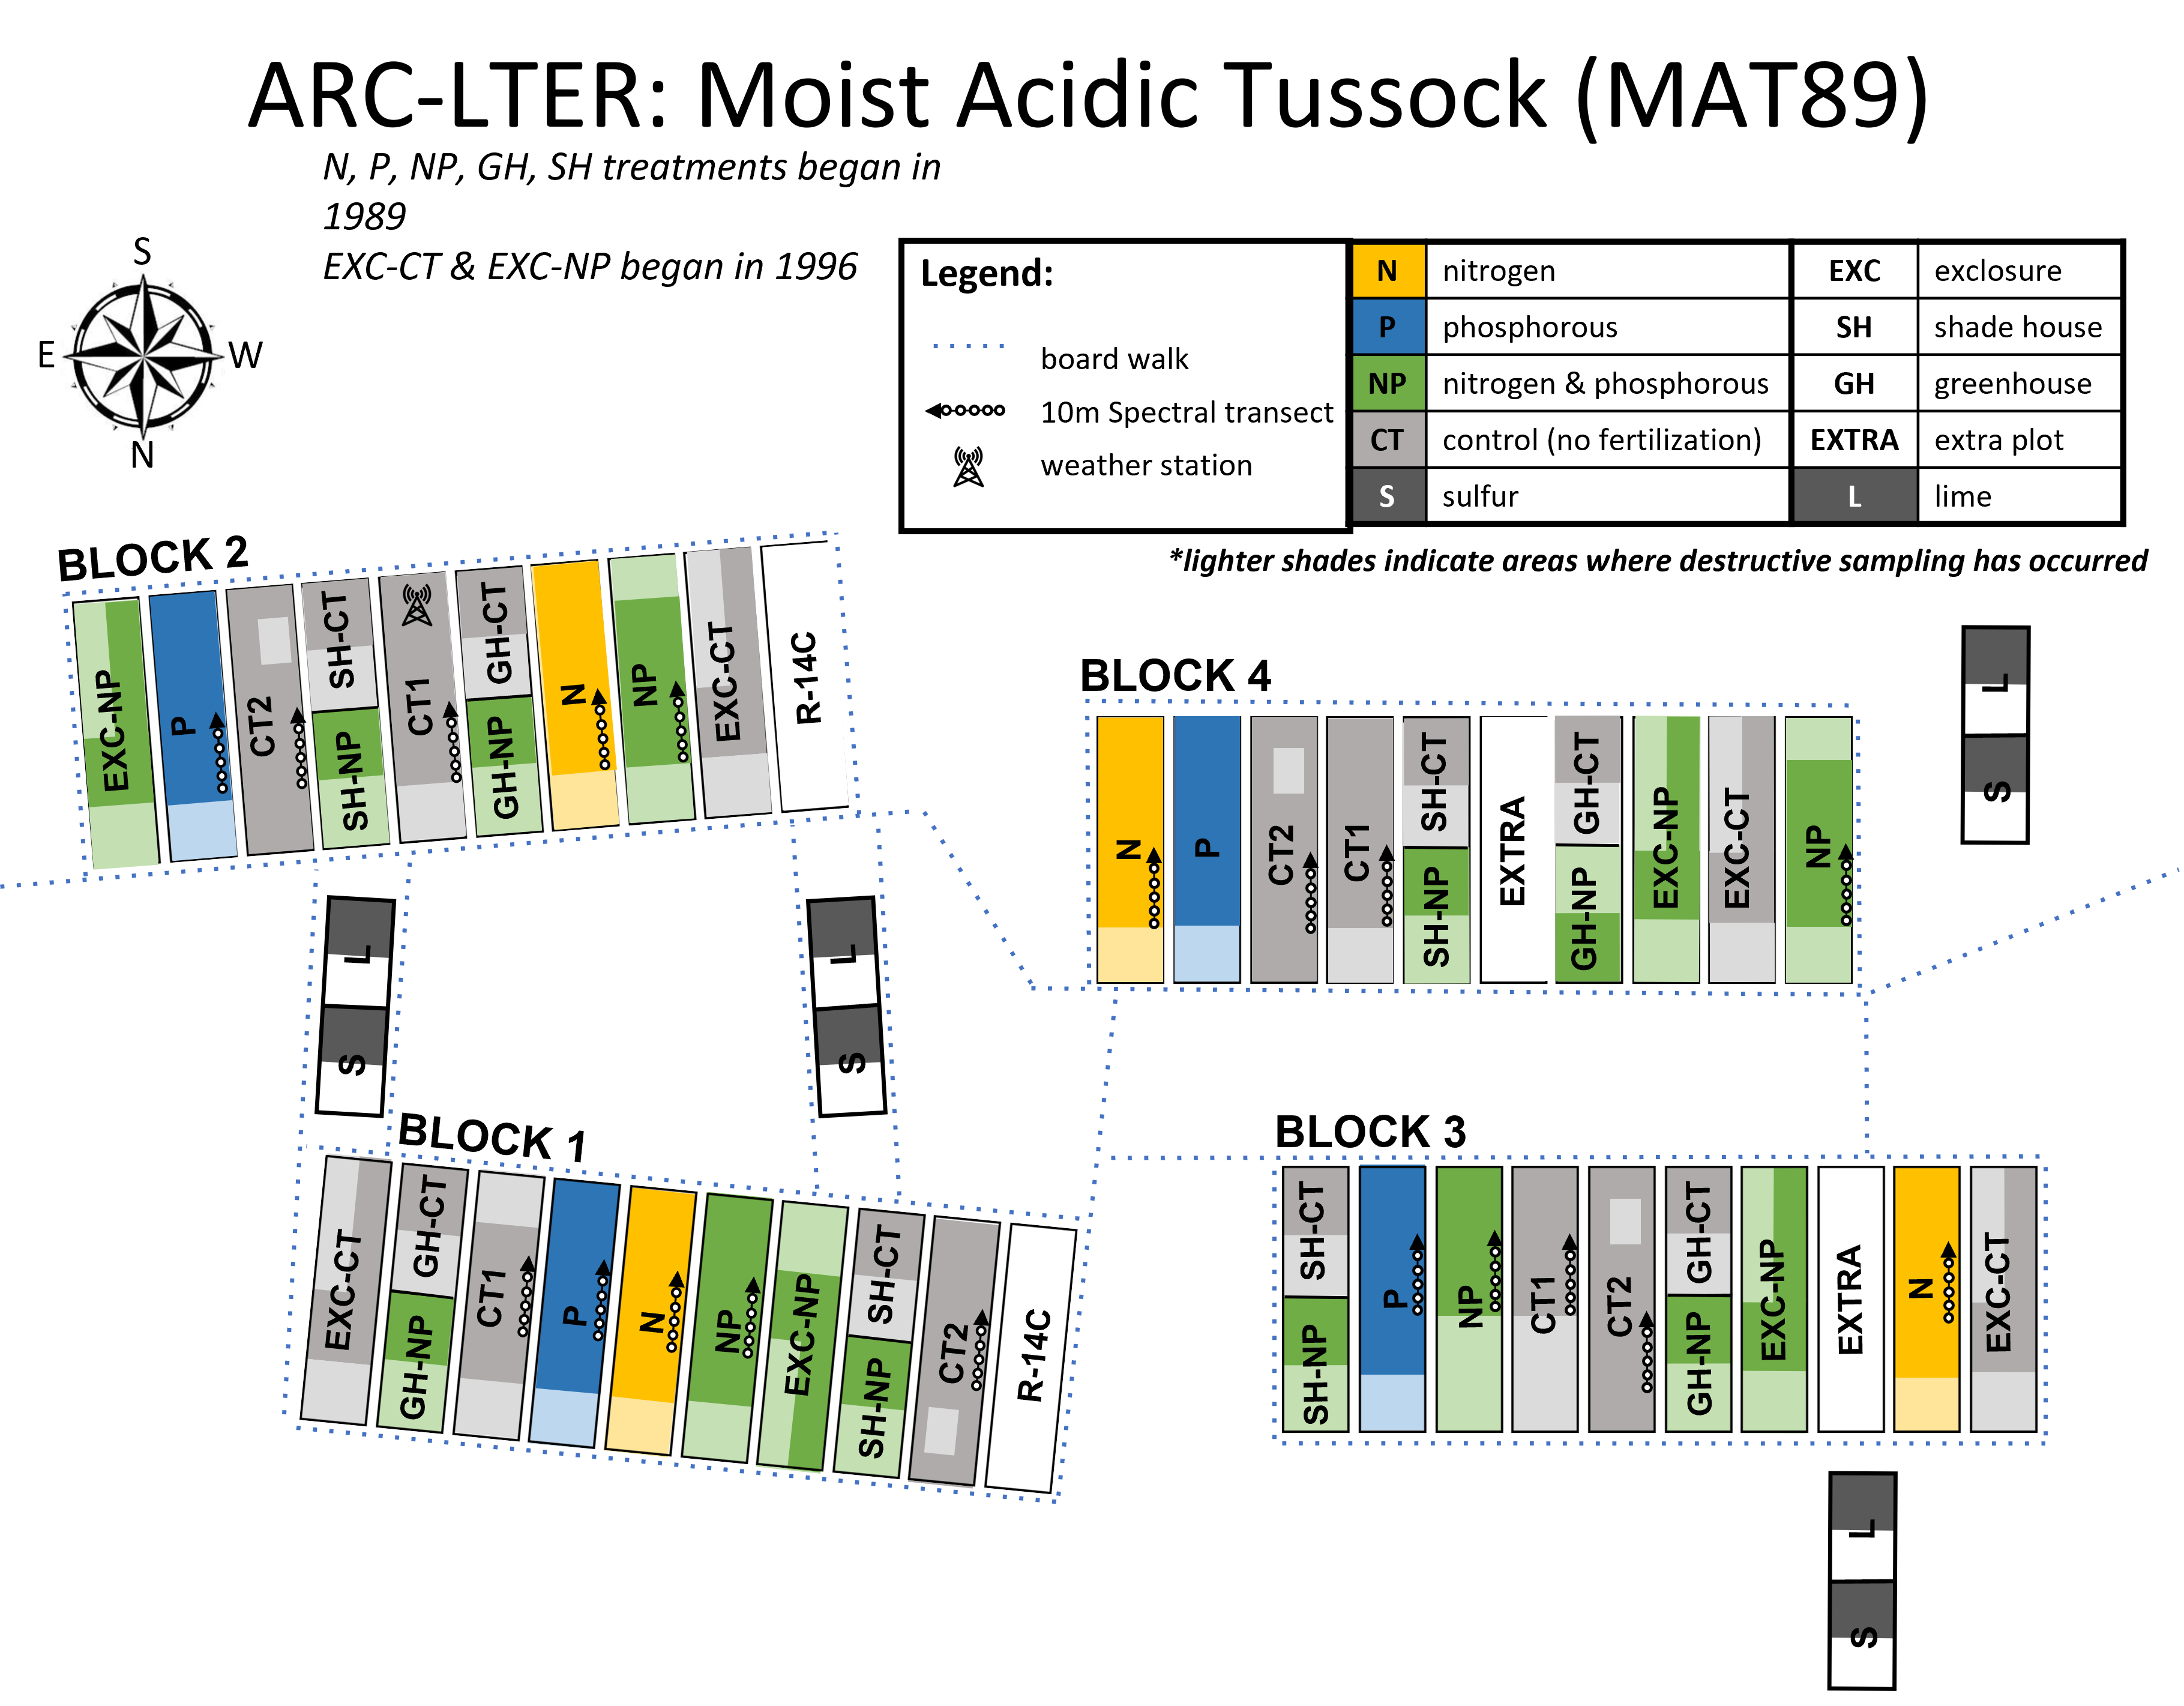 ARC-LTER: Moist Acidic Tussock (MAT89)
N, P, NP, GH, SH treatments began in
1989
EXC-CT & EXC-NP began in 1996
S
E
W
N
Legend:
board walk
10m Spectral transect
weather station
N nitrogen EXC exclosure
P phosphorous SH shade house
NP nitrogen & phosphorous GH greenhouse
CT control (no fertilization) EXTRA extra plot
S sulfur L lime
*lighter shades indicate areas where destructive sampling has occurred
BLOCK 2
EXC-NP
P
CT2
SH-CT
SH-NP
CT1
GH-CT
GH-NP
N
NP
EXC-CT
R-14C
BLOCK 4
N
P
CT2
CT1
SH-CT
SH-NP
EXTRA
GH-CT
GH-NP
EXC-NP
EXC-CT
NP
L
S
L
S
L
S
BLOCK 1
EXC-CT
GH-CT
GH-NP
CT1
P
N
NP
EXC-NP
SH-CT
SH-NP
CT2
R-14C
BLOCK 3
SH-CT
SH-NP
P
NP
CT1
CT2
GH-CT
GH-NP
EXC-NP
EXTRA
N
EXC-CT
L
S